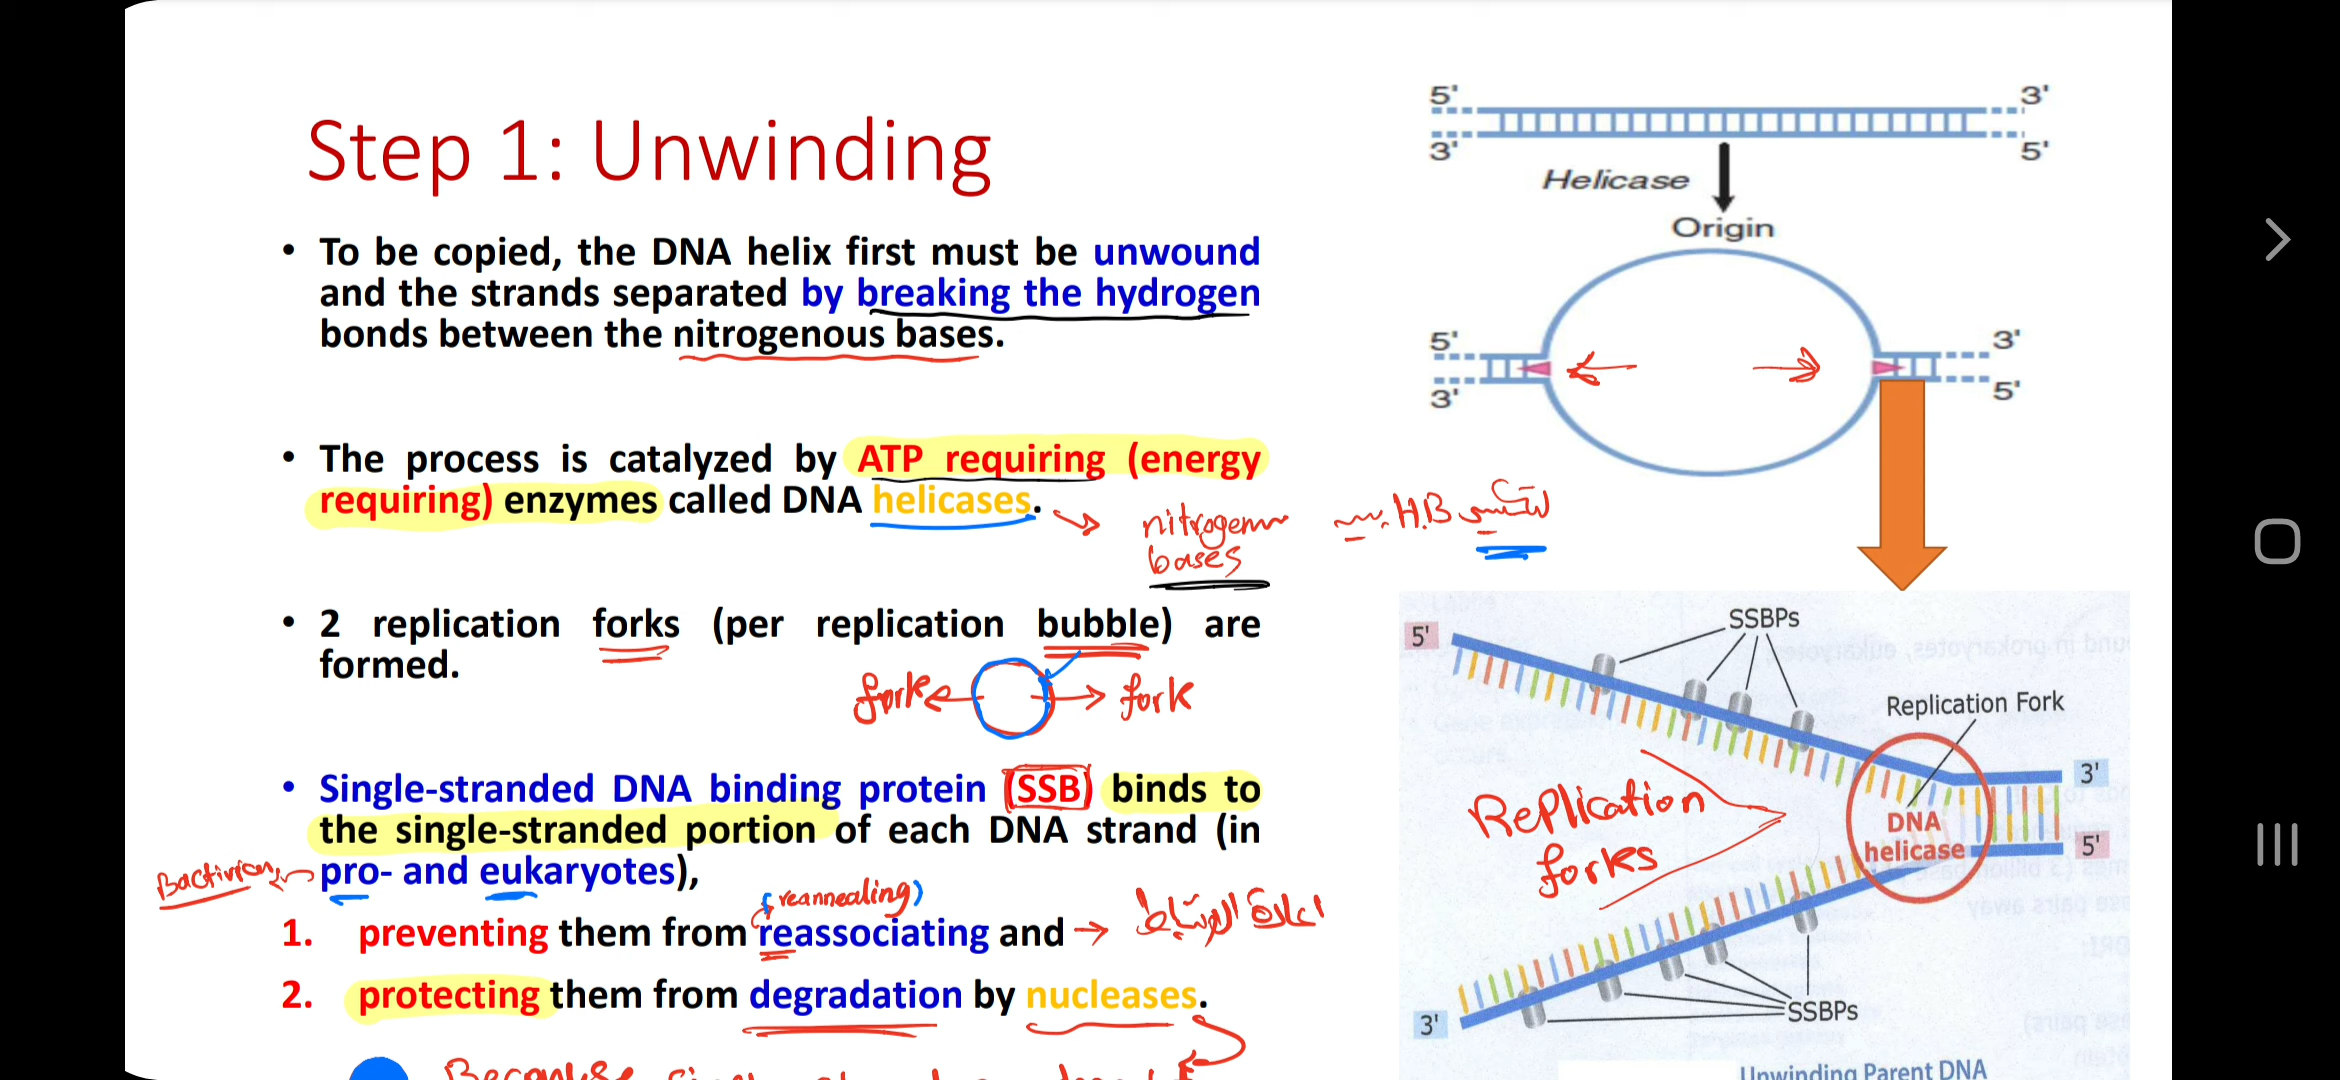 Step 1: Unwinding
• To be copied, the DNA helix first must be unwound
and the strands separated by breaking the hydrogen
bonds between the nitrogenous bases.
• The process is catalyzed by ATP requiring (energy
requiring) enzymes called DNA helicases.
nitrogenous
bases
H.B لتكسير
• 2 replication forks (per replication bubble) are
formed.
fork
fork
• Single-stranded DNA binding protein (SSB) binds to
the single-stranded portion of each DNA strand (in
pro- and eukaryotes),
(reannealing)
1. preventing them from reassociating and
اعادة الارتباط
2. protecting them from degradation by nucleases.
Because
5' 3'
3' 5'
Helicase
Origin
5' 3'
3' 5'
SSBPs
5'
Replication Fork
3'
Replication
forks
DNA
helicase
5'
SSBPs
3'
Unwinding Parent DNA